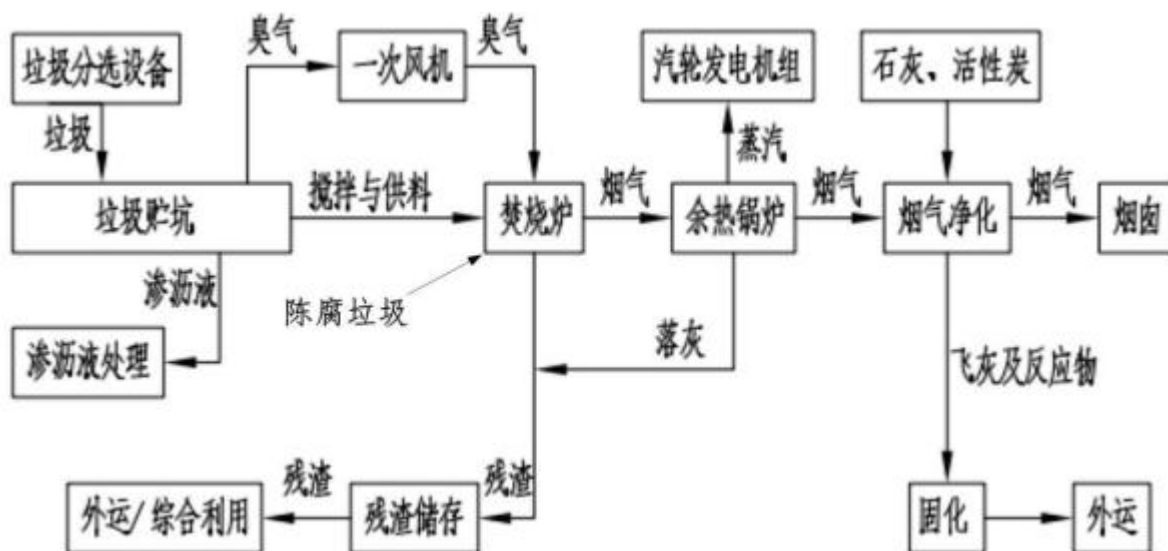 臭气
臭气
垃圾分选设备
一次风机
汽轮发电机组
石灰、活性炭
垃圾
蒸汽
搅拌与供料
烟气
烟气
烟气
垃圾贮坑
焚烧炉
余热锅炉
烟气净化
烟囱
渗沥液
陈腐垃圾
渗沥液处理
落灰
飞灰及反应物
残渣
残渣
外运/综合利用
残渣储存
固化
外运